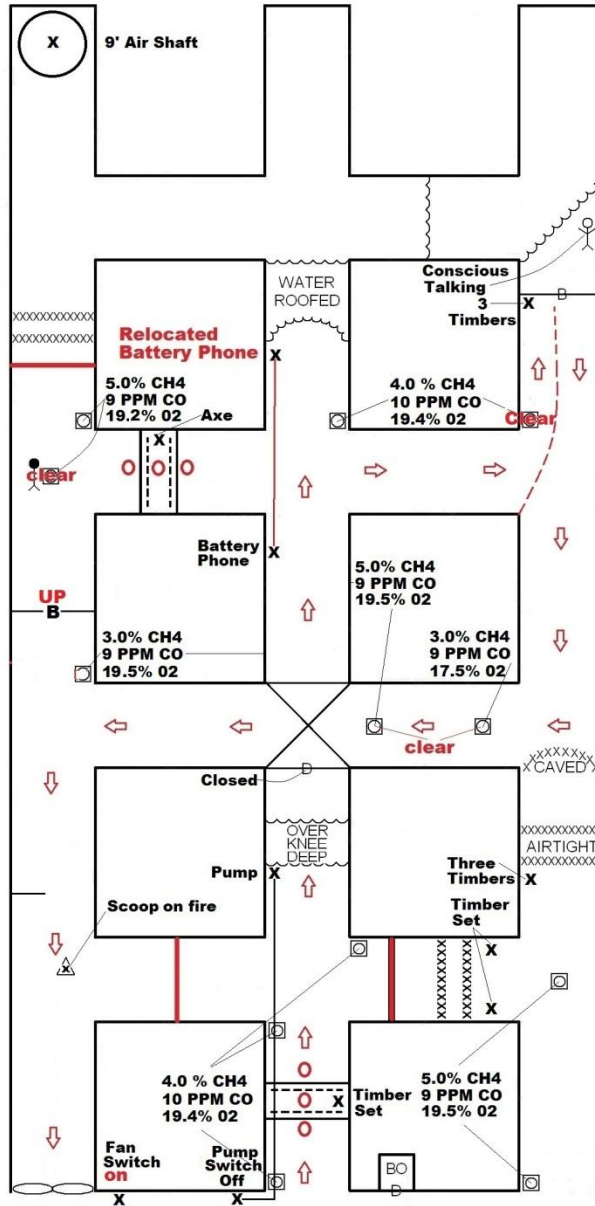 X
9' Air Shaft
WATER
ROOFED
Conscious
Talking
3
Timbers
X
D
XXXXXXXXXX
XXXXXXXXXX
Relocated
Battery Phone
X
5.0% CH4
9 PPM CO
19.2% 02
Axe
X
4.0 % CH4
10 PPM CO
19.4% 02
Clear
clear
O O O
Battery
Phone
X
5.0% CH4
9 PPM CO
19.5% 02
UP
B
3.0% CH4
9 PPM CO
19.5% 02
3.0% CH4
9 PPM CO
17.5% 02
clear
Closed
D
CAVED
OVER
KNEE
DEEP
AIRTIGHT
Pump
X
Three
Timbers
X
Scoop on fire
X
Timber
Set
X
X
4.0 % CH4
10 PPM CO
19.4% 02
O
O
O
X
Timber
Set
5.0% CH4
9 PPM CO
19.5% 02
Fan
Switch
on
X
Pump
Switch
Off
X
BO
D